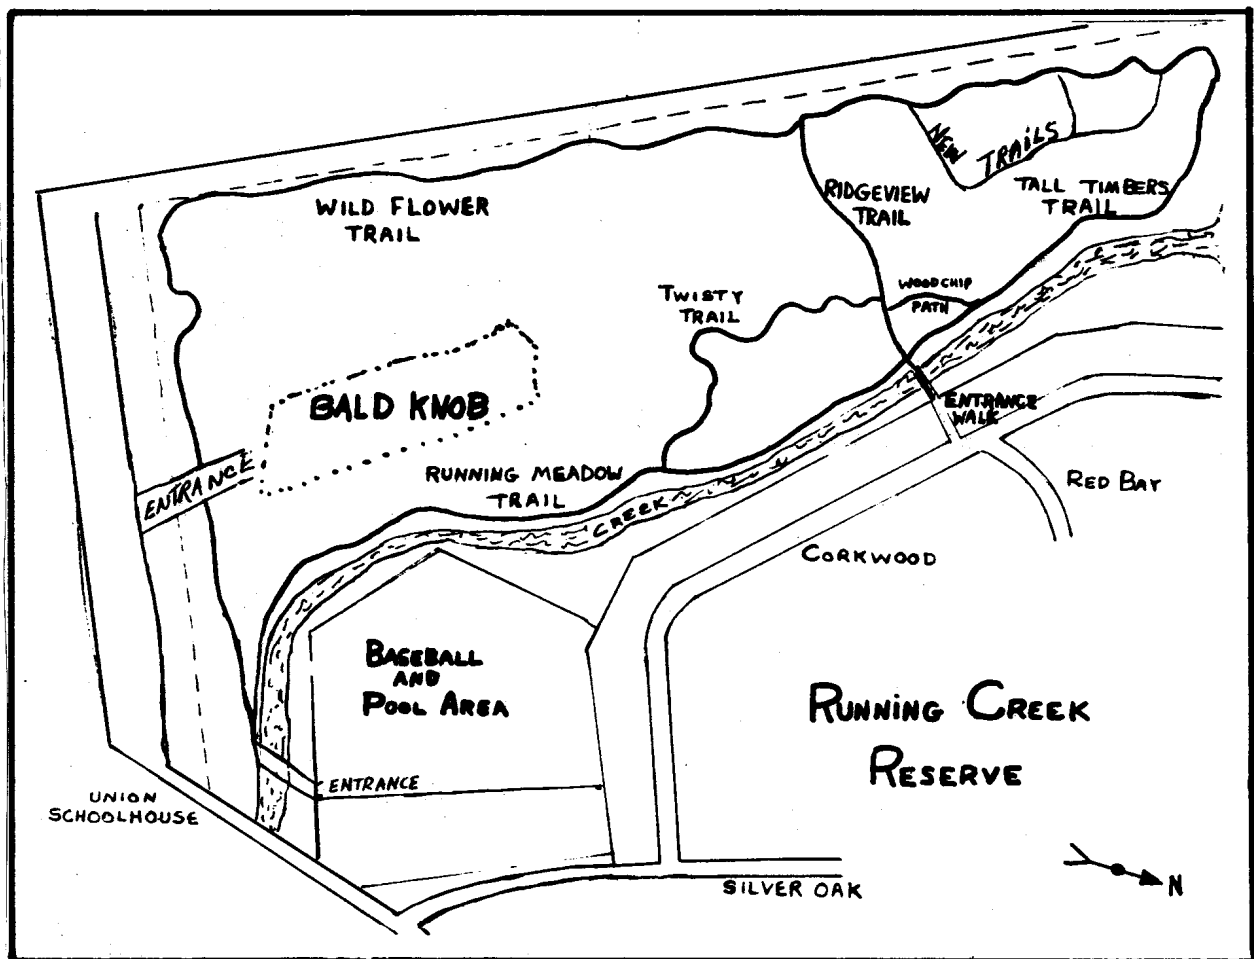 WILD FLOWER
TRAIL
NEW
TRAILS
RIDGEVIEW
TRAIL
TALL TIMBERS
TRAIL
TWISTY
TRAIL
WOODCHIP
PATH
BALD KNOB
ENTRANCE
WALK
ENTRANCE
RUNNING MEADOW
TRAIL
CREEK
RED BAY
CORKWOOD
BASEBALL
AND
POOL AREA
RUNNING CREEK
RESERVE
ENTRANCE
UNION
SCHOOLHOUSE
SILVER OAK
N